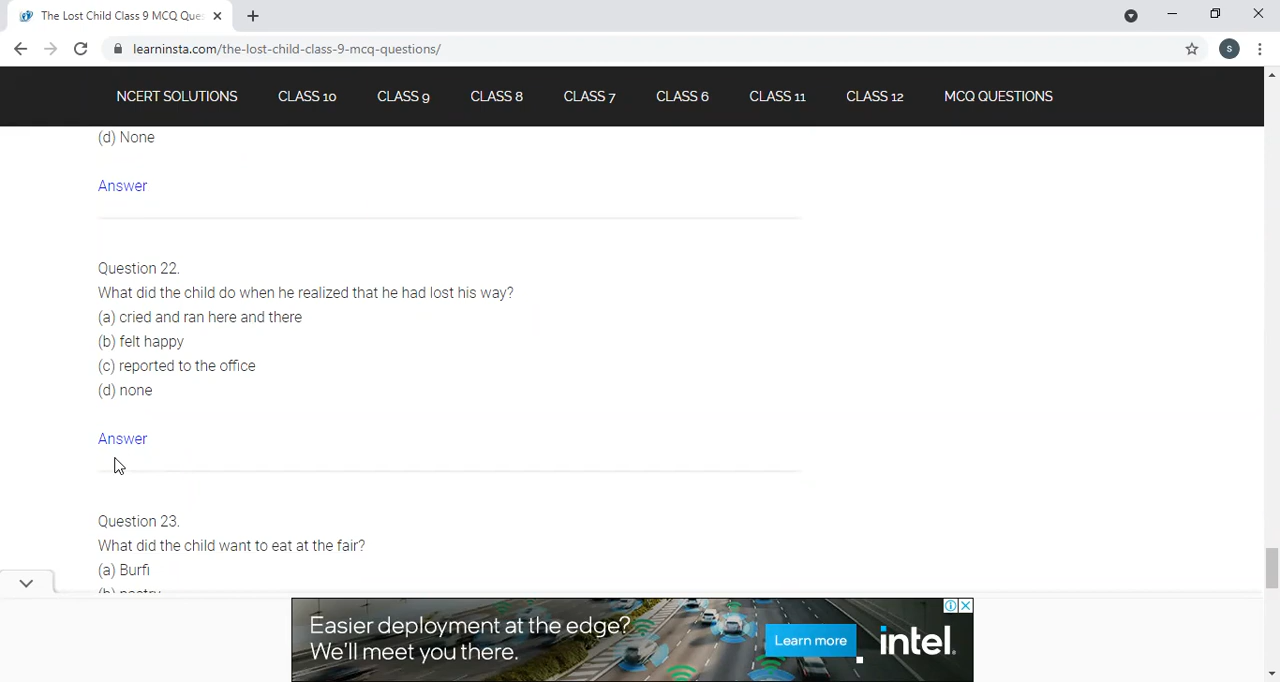 The Lost Child Class 9 MCQ Ques
learninsta.com/the-lost-child-class-9-mcq-questions/
S
NCERT SOLUTIONS CLASS 10 CLASS 9 CLASS 8 CLASS 7 CLASS 6 CLASS 11 CLASS 12 MCQ QUESTIONS
(d) None
Answer
Question 22.
What did the child do when he realized that he had lost his way?
(a) cried and ran here and there
(b) felt happy
(c) reported to the office
(d) none
Answer
Question 23.
What did the child want to eat at the fair?
(a) Burfi
(b) pastry
Easier deployment at the edge?
We'll meet you there.
Learn more
intel.